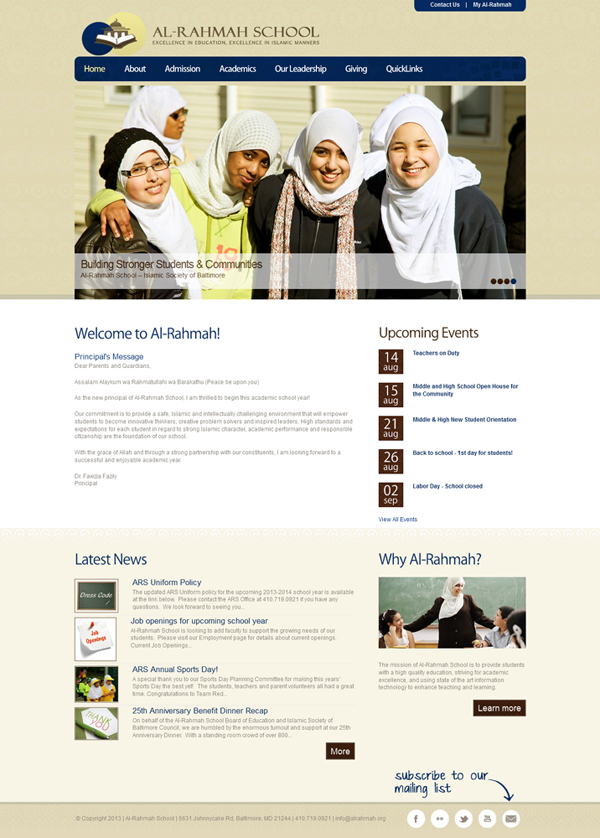 Contact Us | My Al-Rahmah
AL-RAHMAH SCHOOL
EXCELLENCE IN EDUCATION, EXCELLENCE IN ISLAMIC MANNERS
Home About Admission Academics Our Leadership Giving QuickLinks
10
Building Stronger Students & Communities
Al-Rahmah School – Islamic Society of Baltimore
Welcome to Al-Rahmah!
Principal's Message
Dear Parents and Guardians,
Assalam Alaykum wa Rahmatullahi wa Barakathu (Peace be upon you)
As the new principal of Al-Rahmah School, I am thrilled to begin this academic school year!
Our commitment is to provide a safe, Islamic and intellectually challenging environment that will empower
students to become innovative thinkers, creative problem solvers and inspired leaders. High standards and
expectations for each student in regard to strong Islamic character, academic performance and responsible
citizenship are the foundation of our school.
With the grace of Allah and through a strong partnership with our constituents, I am looking forward to a
successful and enjoyable academic year.
Dr. Fawzia Fazily
Principal
Upcoming Events
14
aug
Teachers on Duty
15
aug
Middle and High School Open House for
the Community
21
aug
Middle & High New Student Orientation
26
aug
Back to school - 1st day for students!
02
sep
Labor Day - School closed
View All Events
Latest News
Dress Code
ARS Uniform Policy
The updated ARS Uniform policy for the upcoming 2013-2014 school year is available
at the link below. Please contact the ARS Office at 410.719.0921 if you have any
questions. We look forward to seeing you...
Job
Openings
Job openings for upcoming school year
Al-Rahmah School is looking to add faculty to support the growing needs of our
students. Please visit our Employment page for details about current openings.
Current Job Openings...
ARS Annual Sports Day!
A special thank you to our Sports Day Planning Committee for making this years'
Sports Day the best yet! The students, teachers and parent volunteers all had a great
time. Congratulations to Team Red...
THANK
YOU
25th Anniversary Benefit Dinner Recap
On behalf of the Al-Rahmah School Board of Education and Islamic Society of
Baltimore Council, we are humbled by the enormous turnout and support at our 25th
Anniversary Dinner. With a standing room crowd of over 800...
More
Why Al-Rahmah?
The mission of Al-Rahmah School is to provide students
with a high quality education, striving for academic
excellence, and using state of the art information
technology to enhance teaching and learning.
Learn more
subscribe to our
mailing list
© Copyright 2013 | Al-Rahmah School | 5631 Johnnycake Rd, Baltimore, MD 21244 | 410.719.0921 | info@alrahmah.org